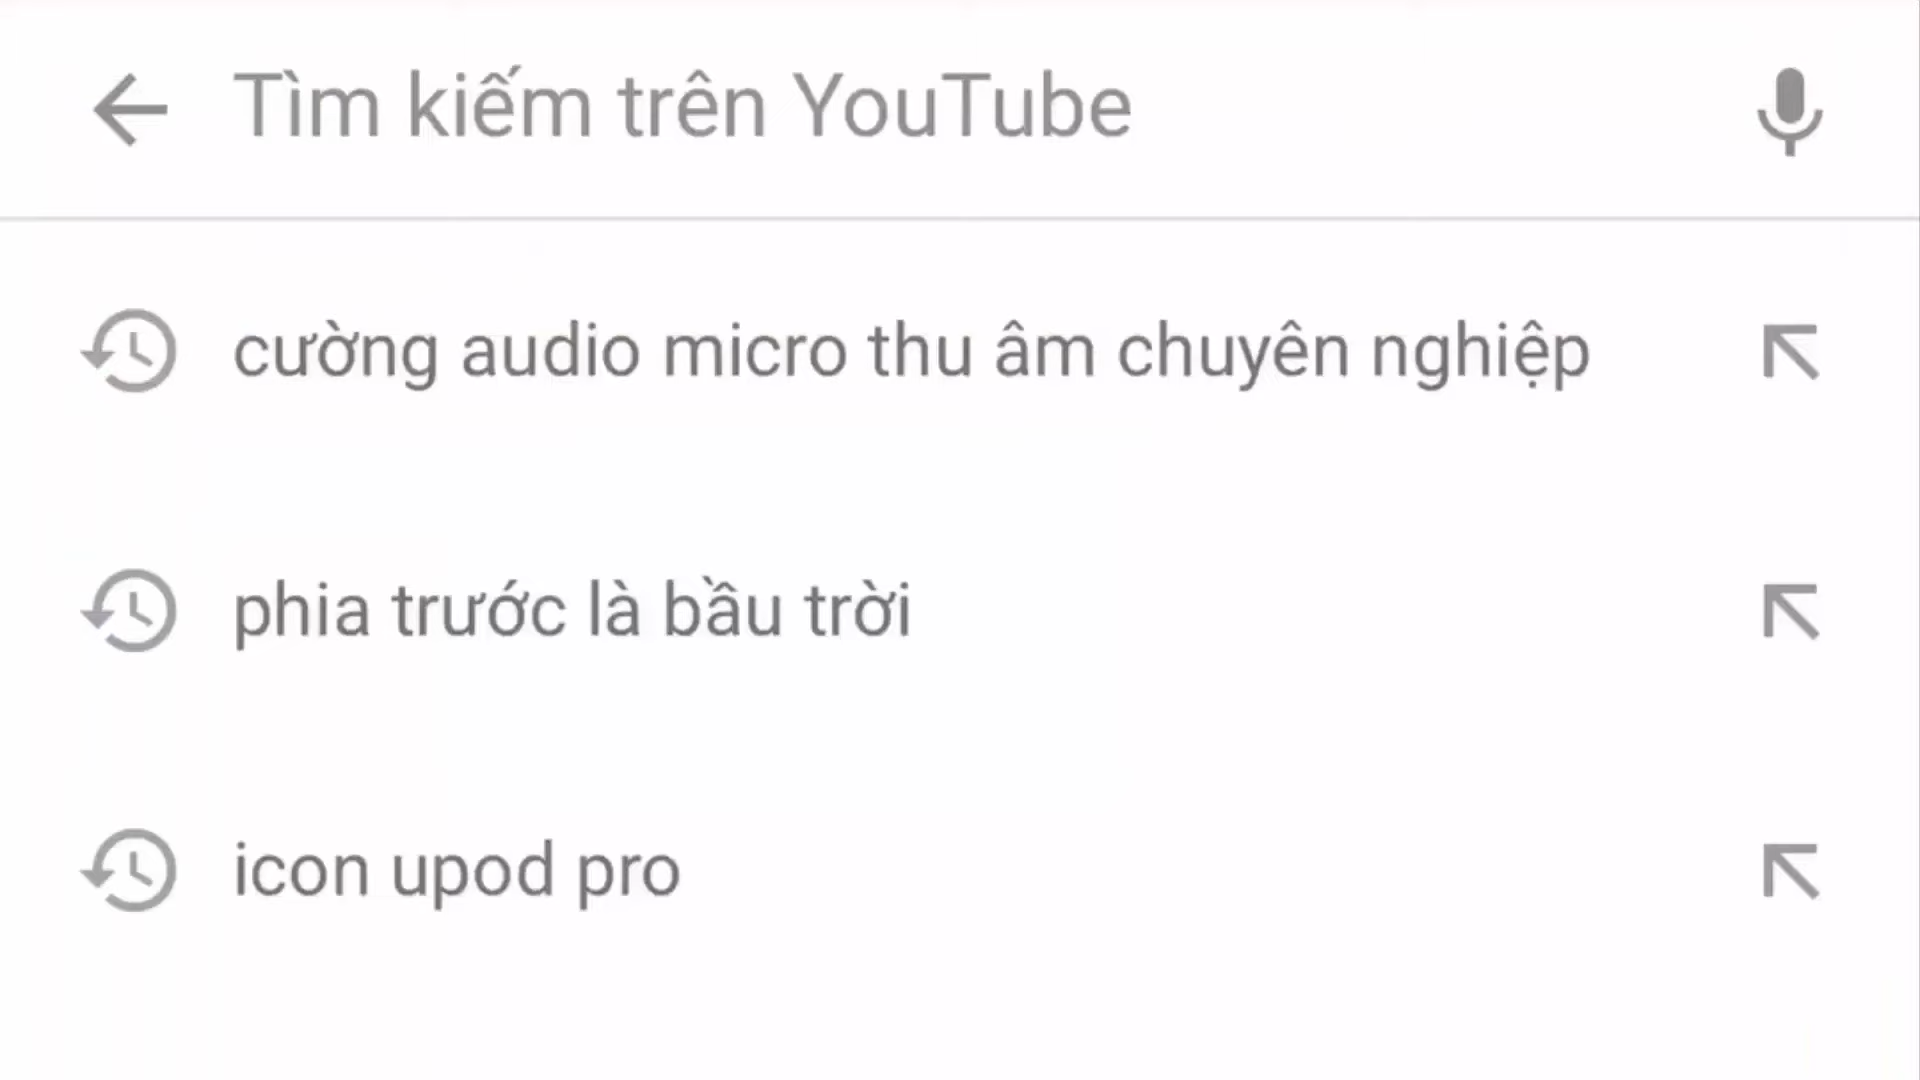 Tìm kiếm trên YouTube
cường audio micro thu âm chuyên nghiệp
phia trước là bầu trời
icon upod pro